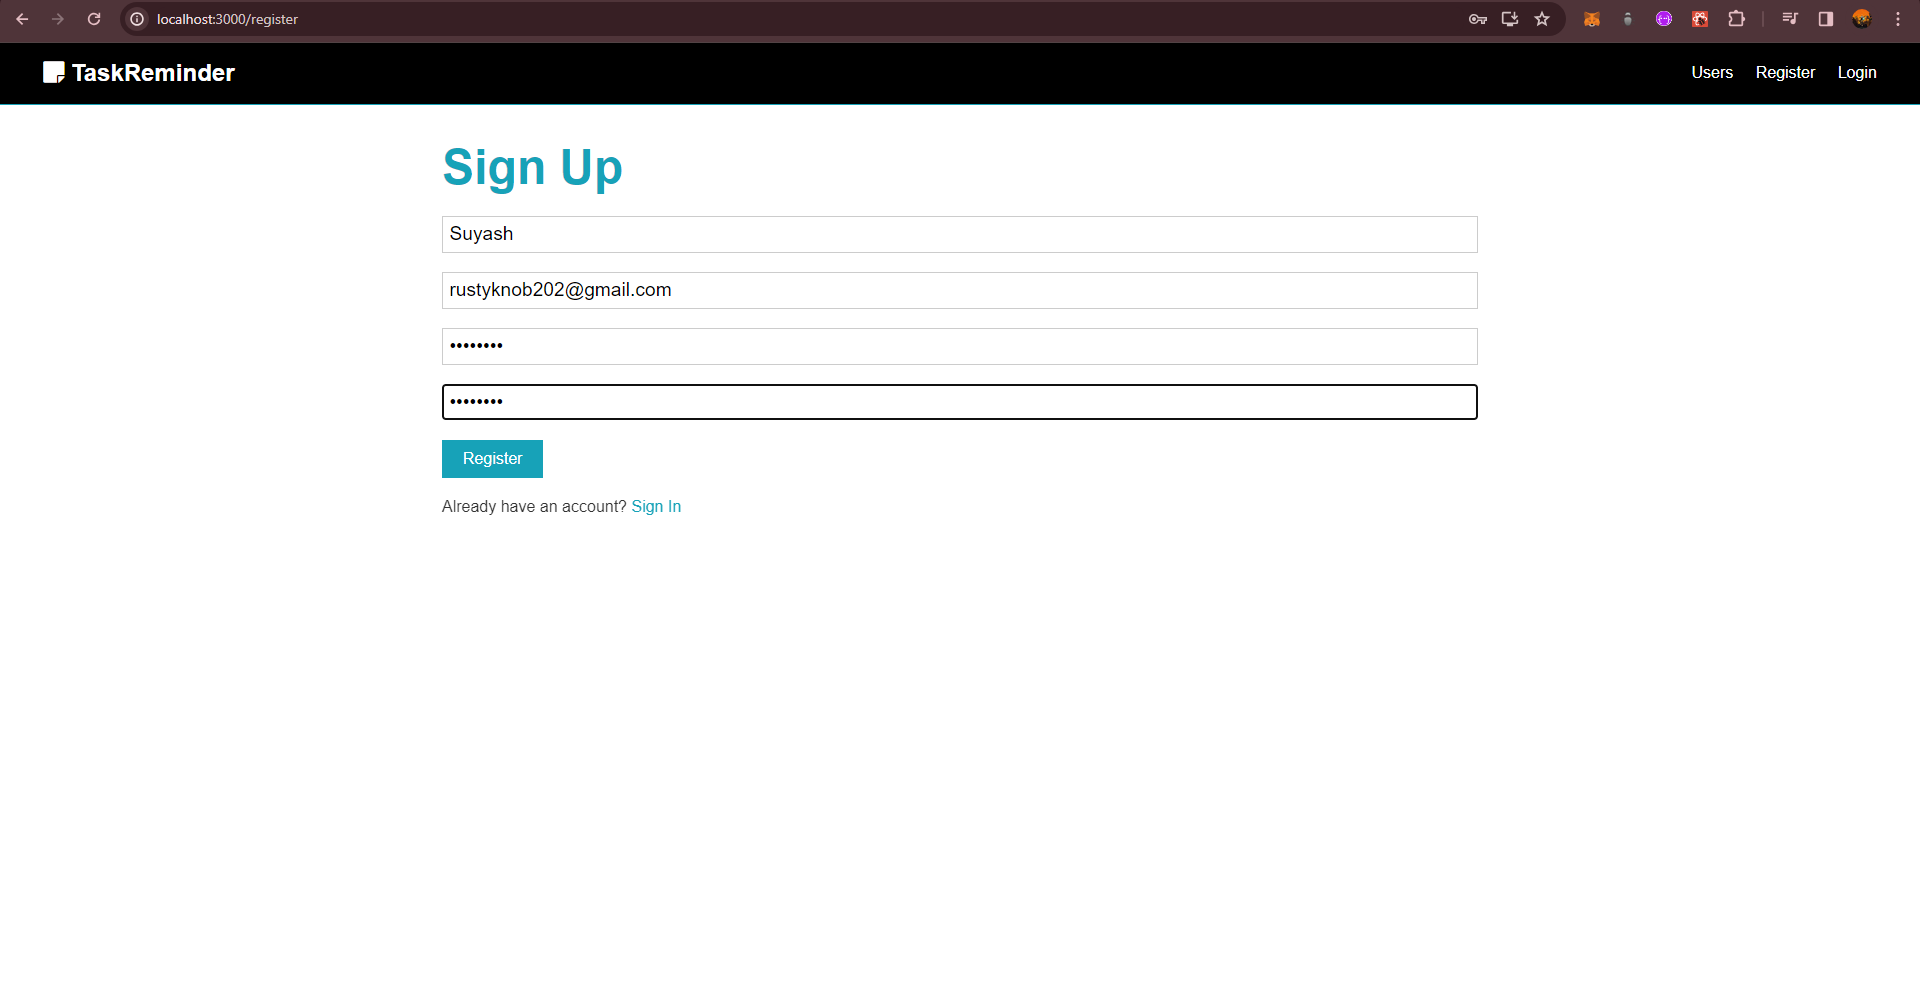 localhost:3000/register
TaskReminder
Users Register Login
Sign Up
Suyash
rustyknob202@gmail.com
••••••••
••••••••
Register
Already have an account? Sign In